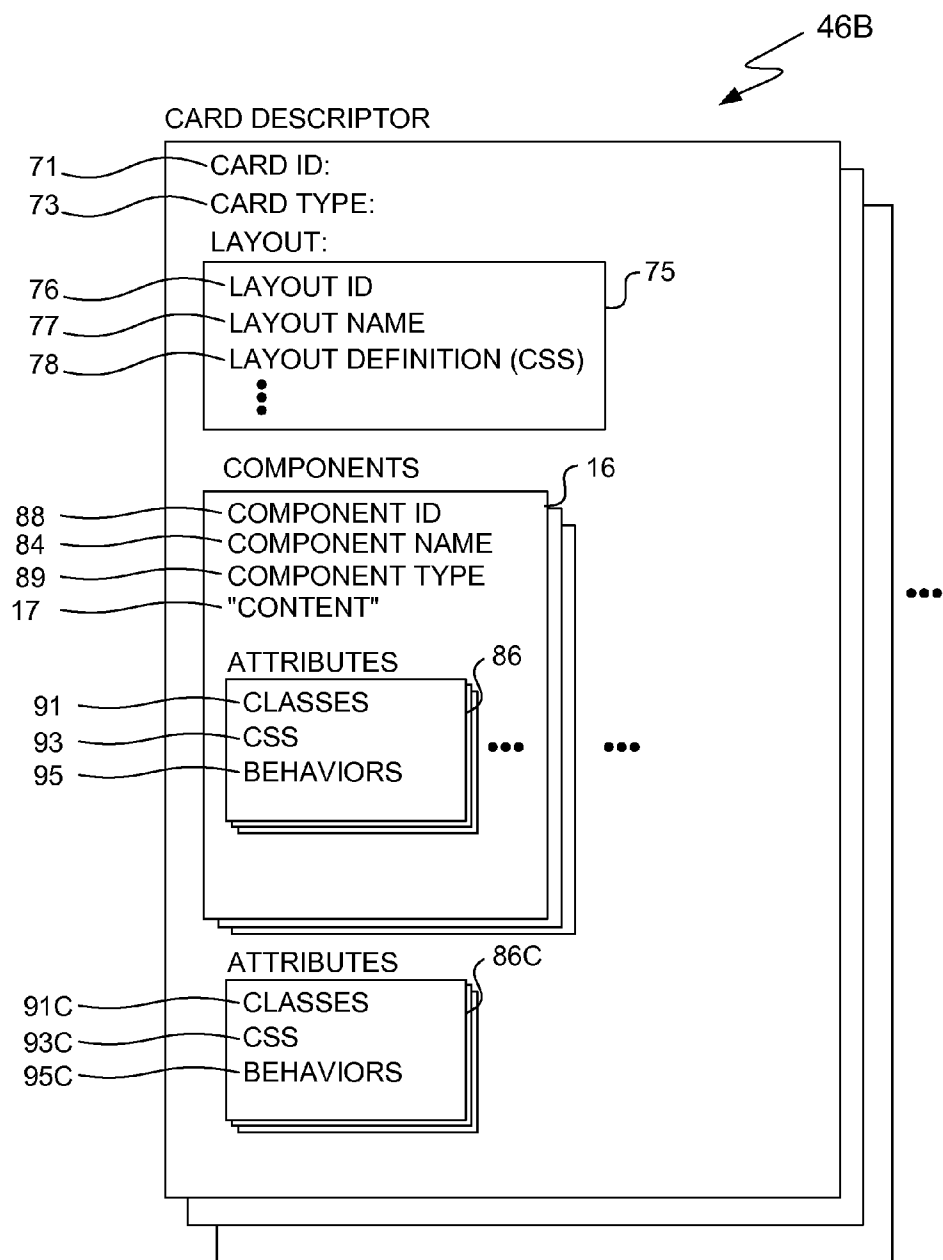 46B
CARD DESCRIPTOR
71 CARD ID:
73 CARD TYPE:
LAYOUT:
75
76 LAYOUT ID
77 LAYOUT NAME
78 LAYOUT DEFINITION (CSS)
COMPONENTS 16
88 COMPONENT ID
84 COMPONENT NAME
89 COMPONENT TYPE
17 "CONTENT"
ATTRIBUTES 86
91 CLASSES
93 CSS
95 BEHAVIORS
ATTRIBUTES 86C
91C CLASSES
93C CSS
95C BEHAVIORS